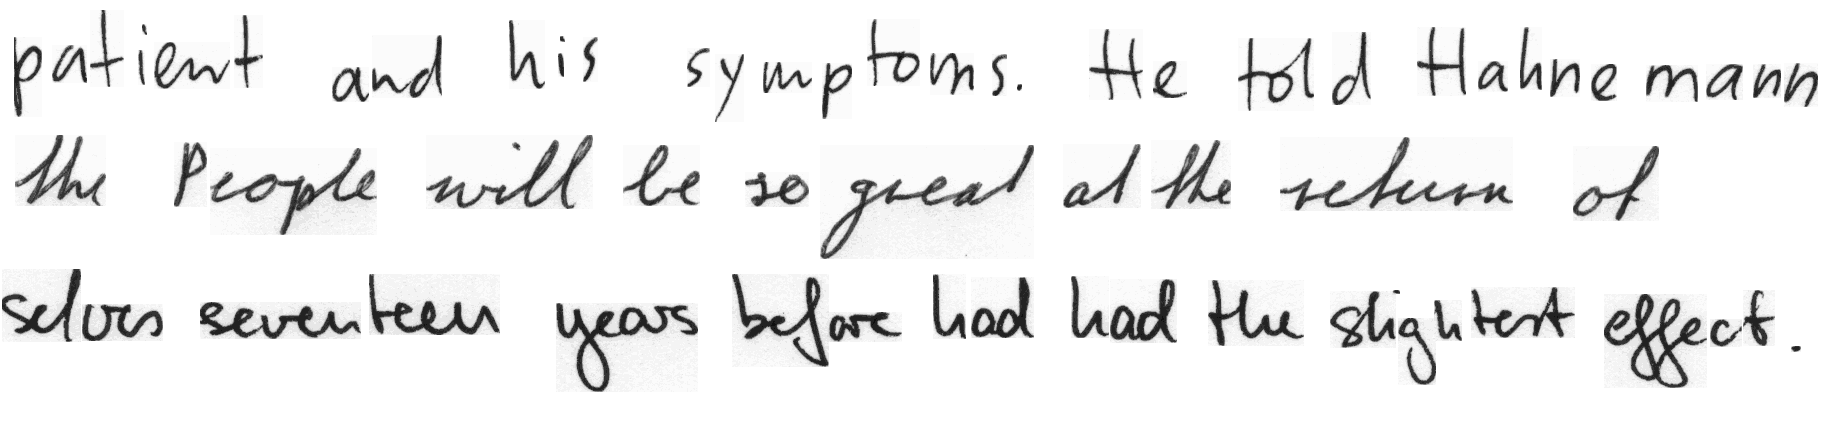 patient and his symptoms. He told Hahnemann
the People will be so great at the return of
selves seventeen years before had had the slightest effect.